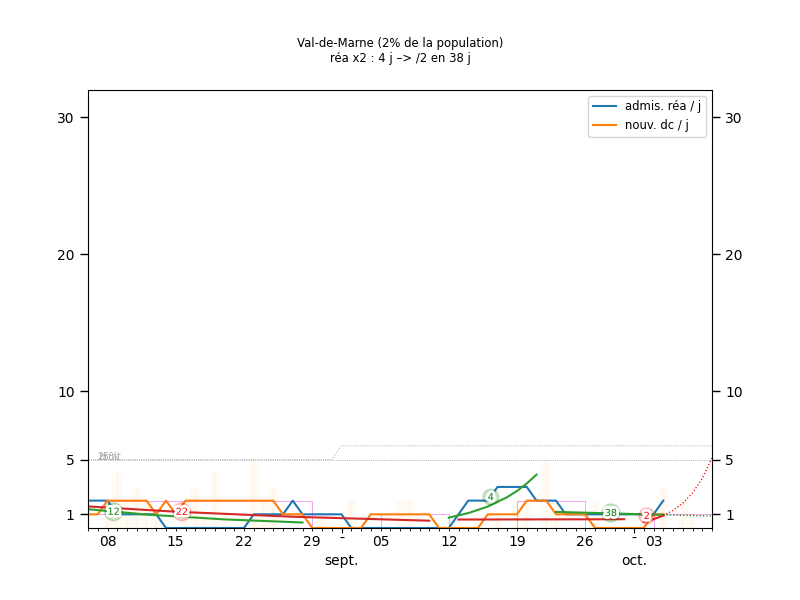 Val-de-Marne (2% de la population)
réa x2 : 4 j –> /2 en 38 j
admis. réa / j
nouv. dc / j
30 30
20 20
10 10
5 5
1 1
12 22 4 38 2
08 15 22 29 - 05 12 19 26 - 03
sept. oct.